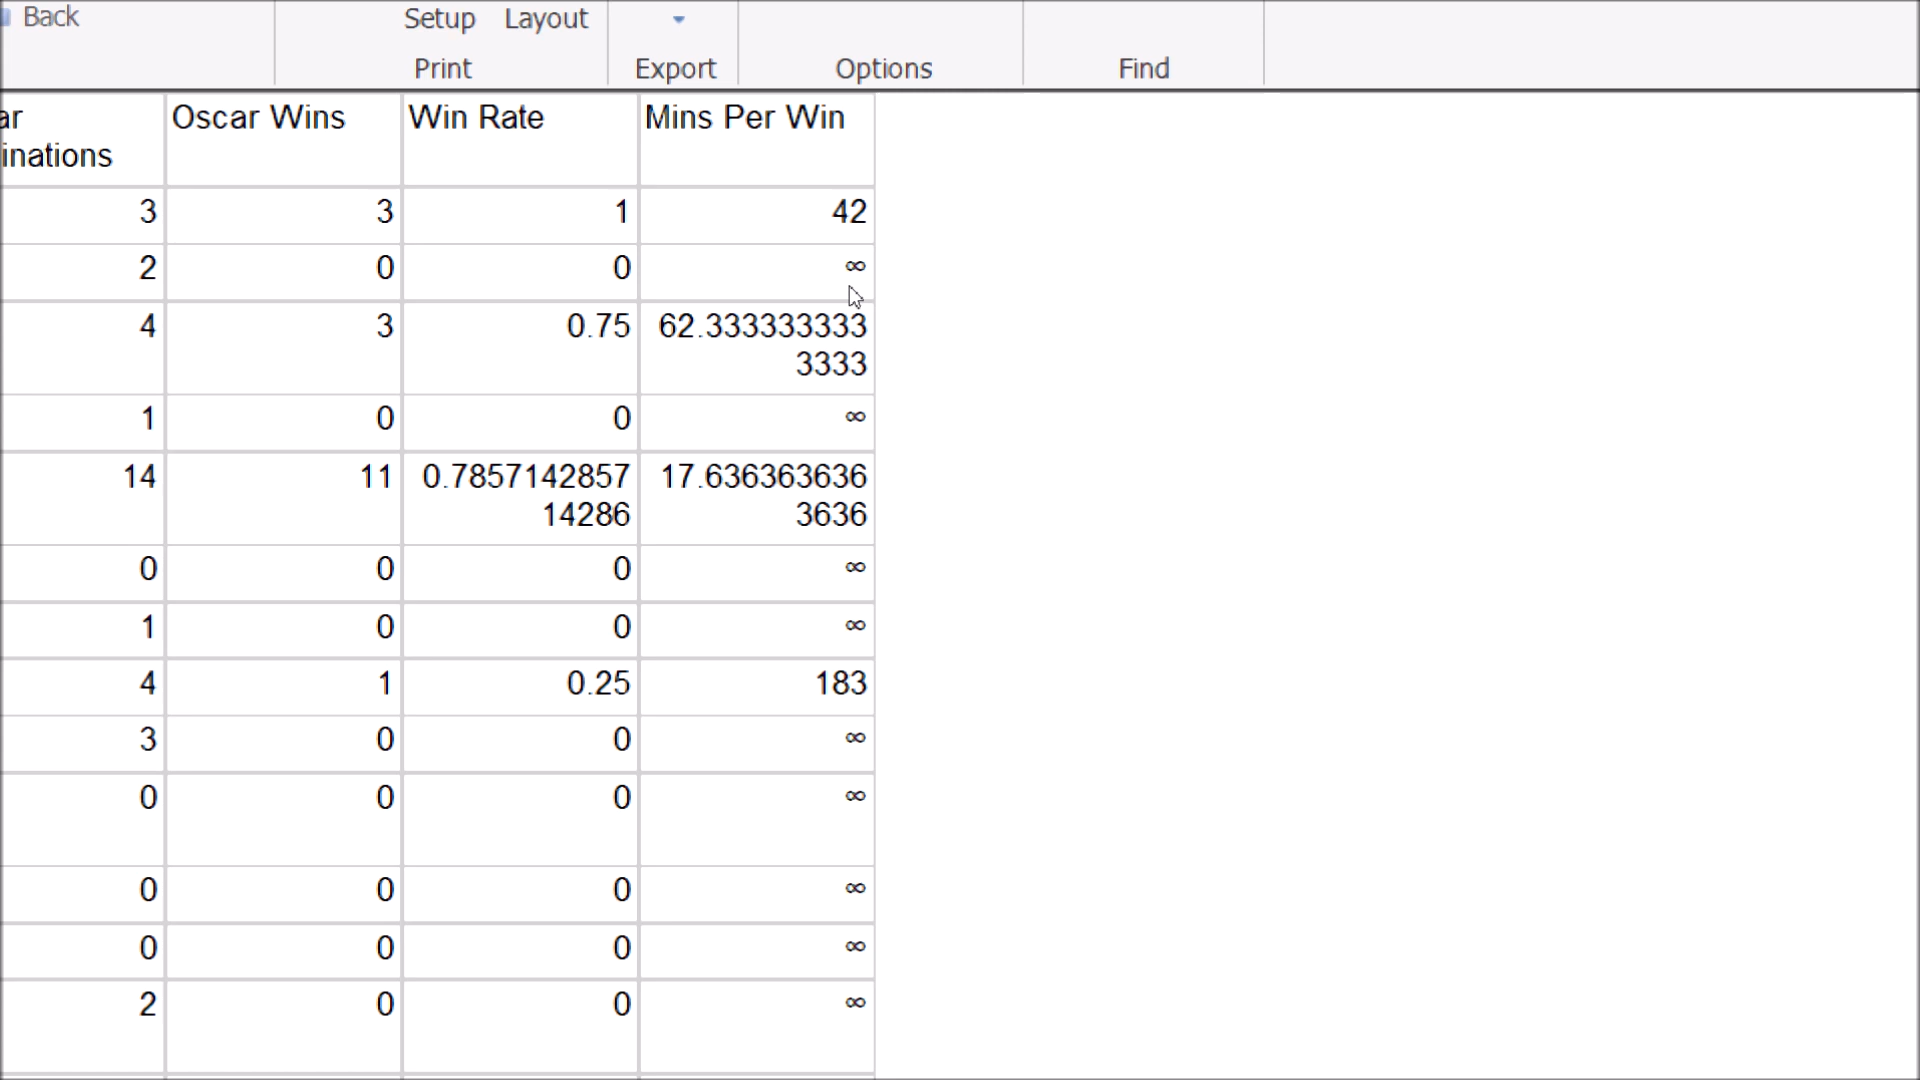 Back
Setup Layout
Print Export Options Find
ar Oscar Wins Win Rate Mins Per Win
inations
3 3 1 42
2 0 0 ∞
4 3 0.75 62.333333333
3333
1 0 0 ∞
14 11 0.7857142857 17.636363636
14286 3636
0 0 0 ∞
1 0 0 ∞
4 1 0.25 183
3 0 0 ∞
0 0 0 ∞
0 0 0 ∞
0 0 0 ∞
2 0 0 ∞